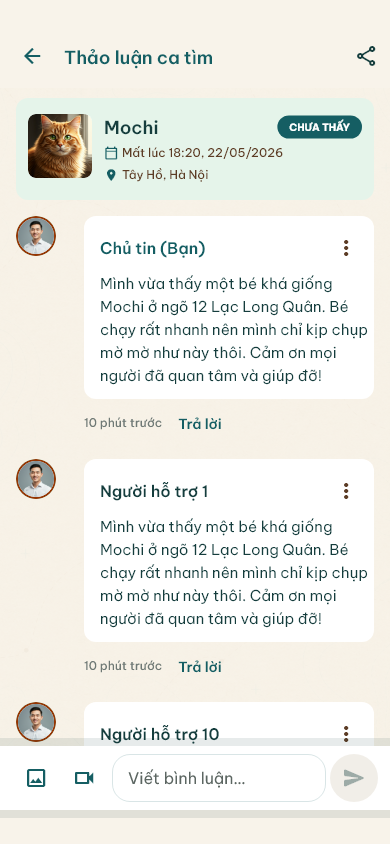 Thảo luận ca tìm
Mochi
CHƯA THẤY
Mất lúc 18:20, 22/05/2026
Tây Hồ, Hà Nội
Chủ tin (Bạn)
Mình vừa thấy một bé khá giống
Mochi ở ngõ 12 Lạc Long Quân. Bé
chạy rất nhanh nên mình chỉ kịp chụp
mờ mờ như này thôi. Cảm ơn mọi
người đã quan tâm và giúp đỡ!
10 phút trước Trả lời
Người hỗ trợ 1
Mình vừa thấy một bé khá giống
Mochi ở ngõ 12 Lạc Long Quân. Bé
chạy rất nhanh nên mình chỉ kịp chụp
mờ mờ như này thôi. Cảm ơn mọi
người đã quan tâm và giúp đỡ!
10 phút trước Trả lời
Người hỗ trợ 10
Viết bình luận...